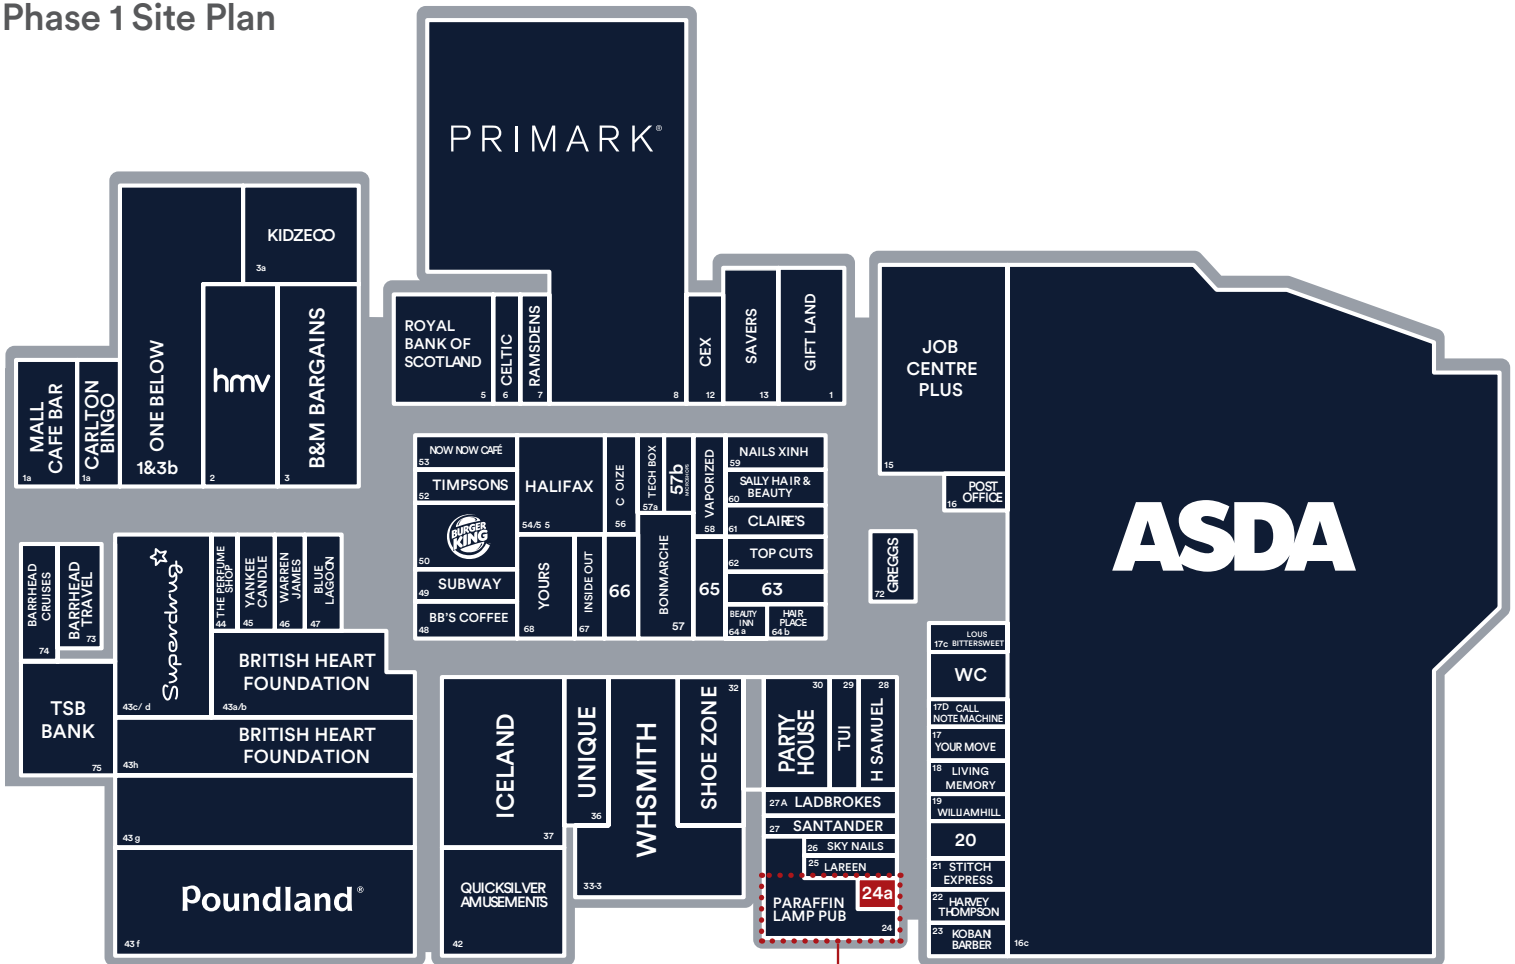 Phase 1 Site Plan
PRIMARK®
KIDZECO
3a
ONE BELOW
1&3b
hmv
2
B&M BARGAINS
3
MALL
CAFE BAR
1a
CARLTON
BINGO
1a
ROYAL
BANK OF
SCOTLAND
5
CELTIC
6
RAMSDENS
7
8
CEX
12
SAVERS
13
GIFT LAND
1
JOB
CENTRE
PLUS
15
POST
OFFICE
16
ASDA
16c
NOW NOW CAFÉ
53
TIMPSONS
52
BURGER
KING
50
SUBWAY
49
BB'S COFFEE
48
HALIFAX
54/5 5
C OIZE
56
TECH BOX
57a
57b
VAPORIZED
58
NAILS XINH
59
SALLY HAIR &
BEAUTY
60
CLAIRE'S
61
TOP CUTS
62
63
BEAUTY
INN
64a
HAIR
PLACE
64b
YOURS
68
INSIDE OUT
67
66
BONMARCHE
57
65
GREGGS
72
BARRHEAD
CRUISES
74
BARRHEAD
TRAVEL
73
TSB
BANK
75
Superdrug
43c/ d
THE PERFUME
SHOP
44
YANKEE
CANDLE
45
WARREN
JAMES
46
BLUE
LAGOON
47
BRITISH HEART
FOUNDATION
43a/b
BRITISH HEART
FOUNDATION
43h
43 g
Poundland®
43 f
ICELAND
37
UNIQUE
36
WHSMITH
33-3
SHOE ZONE
32
QUICKSILVER
AMUSEMENTS
42
PARTY
HOUSE
30
TUI
29
H SAMUEL
28
27A LADBROKES
27 SANTANDER
26 SKY NAILS
25 LAREEN
24a
PARAFFIN
LAMP PUB
24
LOUS
17c BITTERSWEET
WC
17D CALL
NOTE MACHINE
17
YOUR MOVE
18 LIVING
MEMORY
19
WILLIAMHILL
20
21 STITCH
EXPRESS
22 HARVEY
THOMPSON
23 KOBANI
BARBER